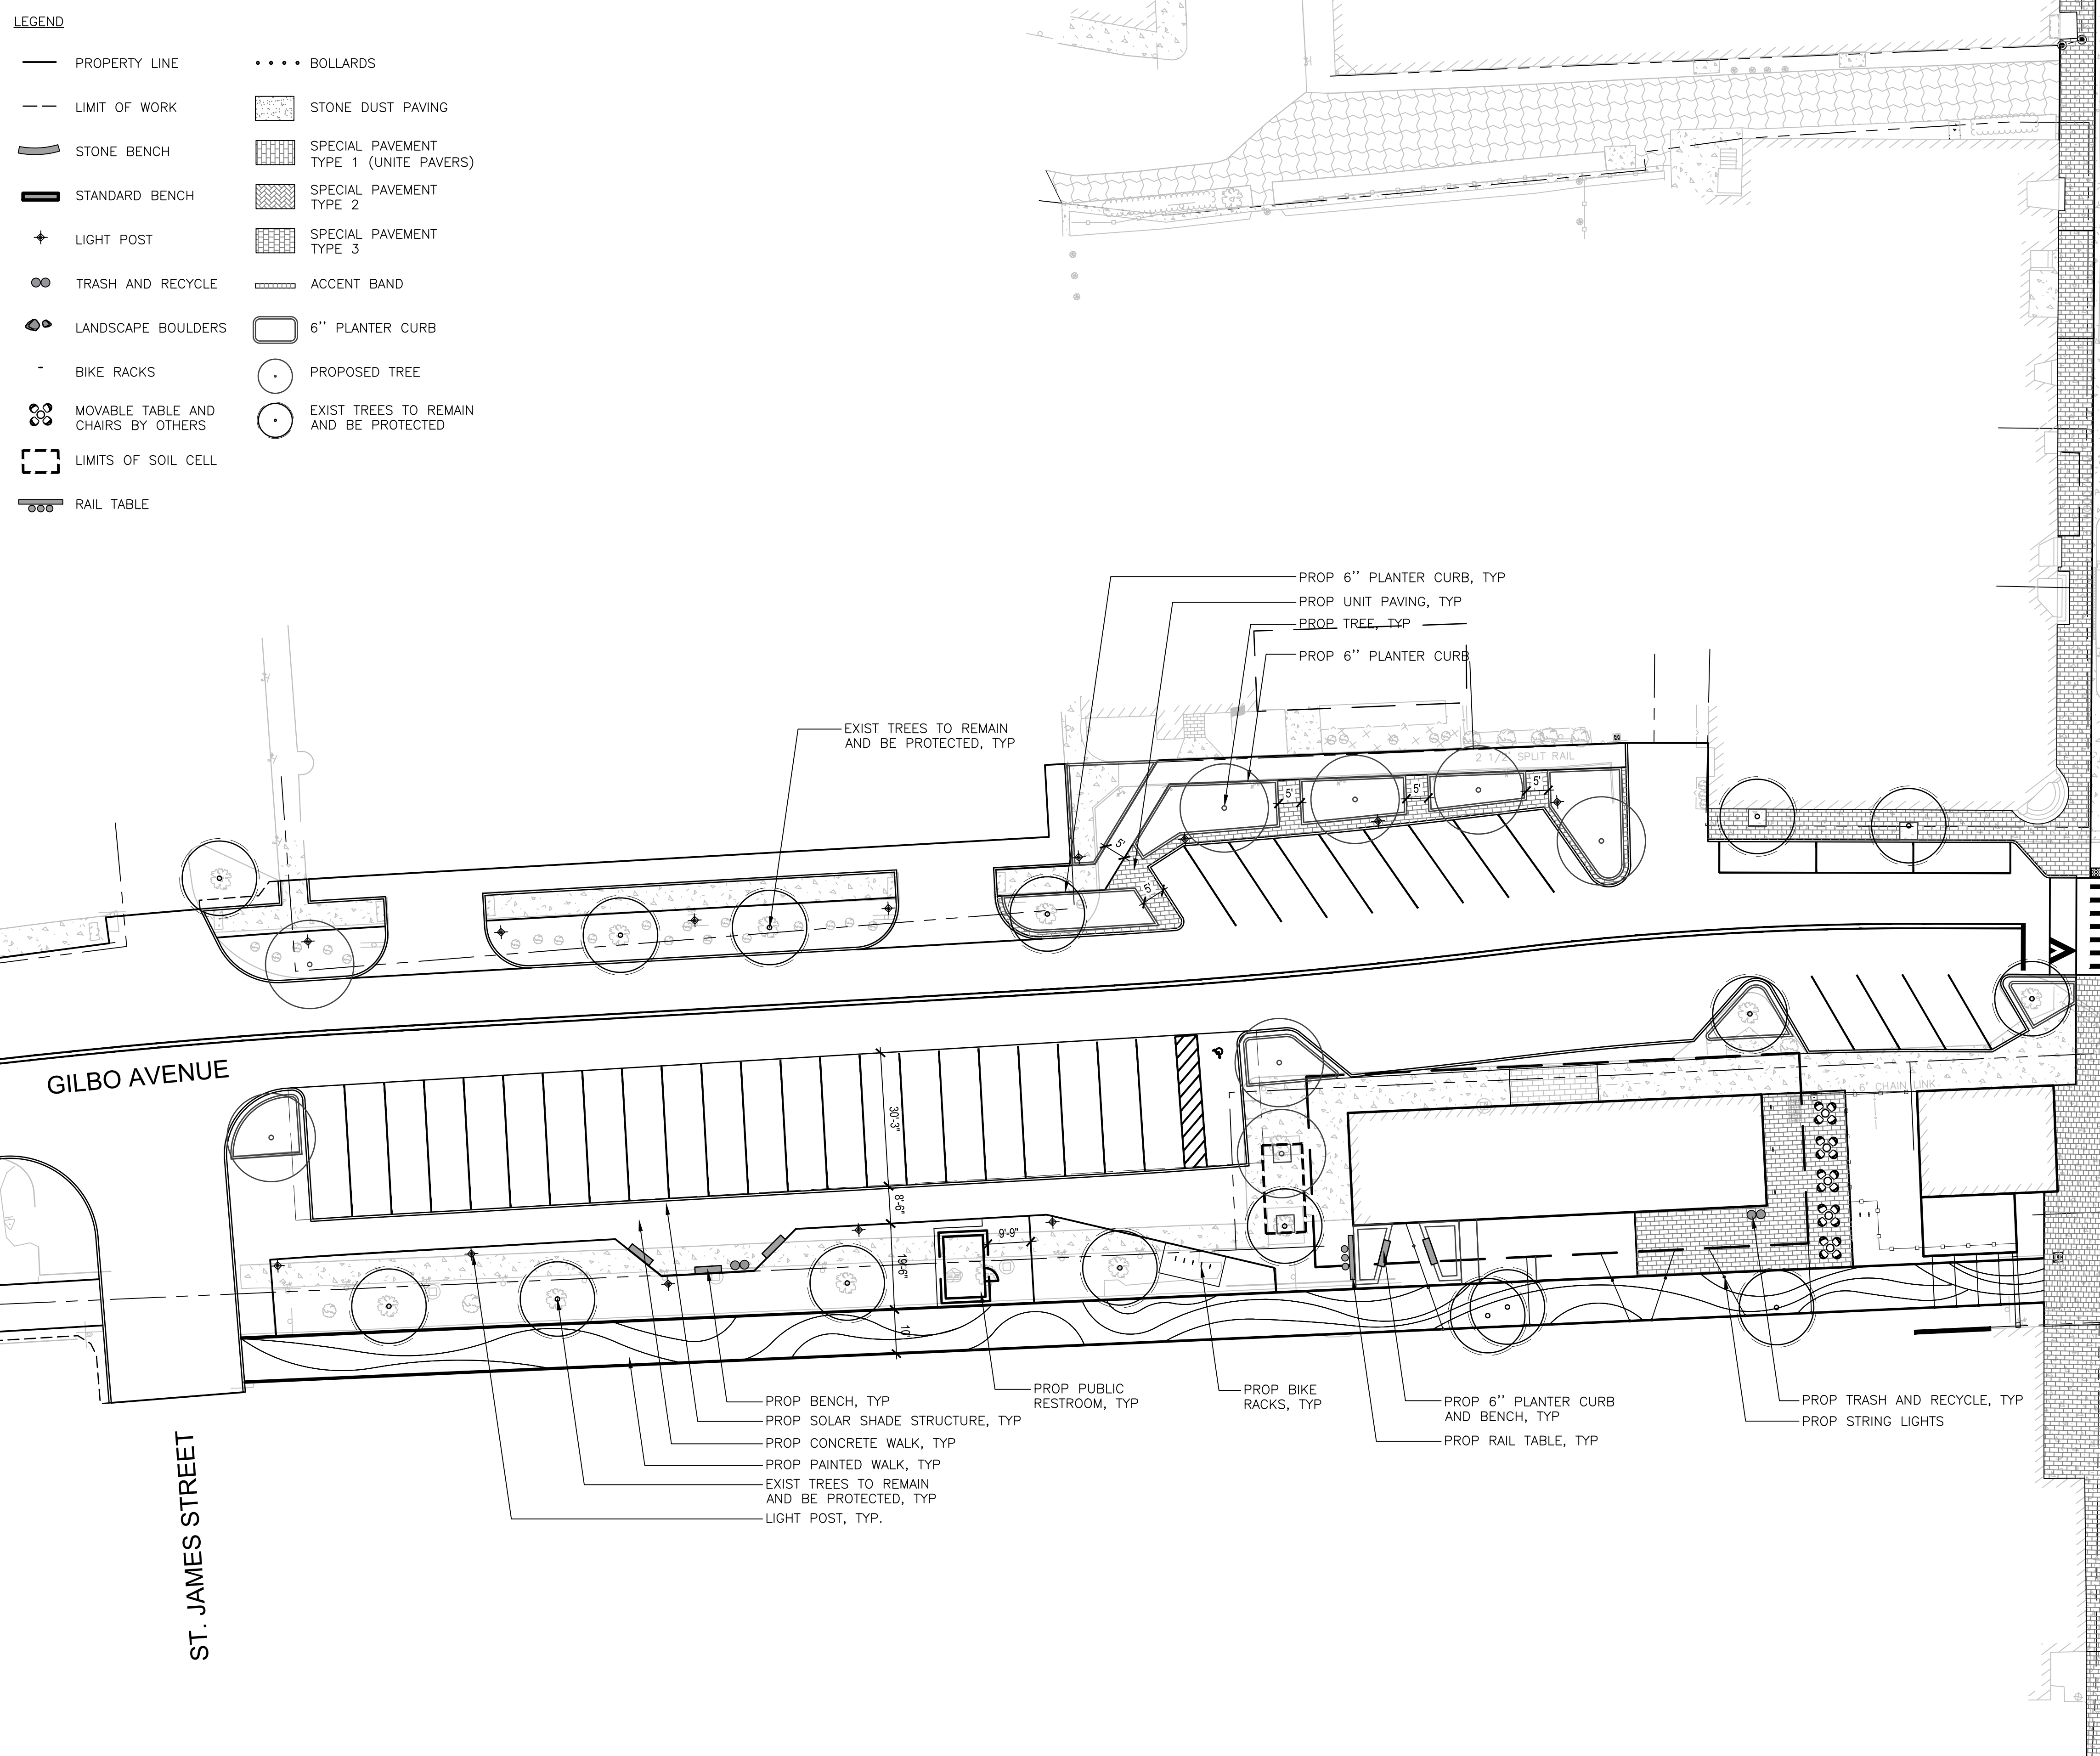 LEGEND
PROPERTY LINE
LIMIT OF WORK
STONE BENCH
STANDARD BENCH
LIGHT POST
TRASH AND RECYCLE
LANDSCAPE BOULDERS
BIKE RACKS
MOVABLE TABLE AND
CHAIRS BY OTHERS
LIMITS OF SOIL CELL
RAIL TABLE
BOLLARDS
STONE DUST PAVING
SPECIAL PAVEMENT
TYPE 1 (UNITE PAVERS)
SPECIAL PAVEMENT
TYPE 2
SPECIAL PAVEMENT
TYPE 3
ACCENT BAND
6'' PLANTER CURB
PROPOSED TREE
EXIST TREES TO REMAIN
AND BE PROTECTED
PROP 6'' PLANTER CURB, TYP
PROP UNIT PAVING, TYP
PROP TREE, TYP
PROP 6'' PLANTER CURB
EXIST TREES TO REMAIN
AND BE PROTECTED, TYP
2 1/2' SPLIT RAIL
5'
5'
5'
5'
5'
GILBO AVENUE
6' CHAIN LINK
30'-3"
8'-6"
9'-9"
19'-6"
10'
PROP BENCH, TYP
PROP SOLAR SHADE STRUCTURE, TYP
PROP CONCRETE WALK, TYP
PROP PAINTED WALK, TYP
EXIST TREES TO REMAIN
AND BE PROTECTED, TYP
LIGHT POST, TYP.
PROP PUBLIC
RESTROOM, TYP
PROP BIKE
RACKS, TYP
PROP 6'' PLANTER CURB
AND BENCH, TYP
PROP RAIL TABLE, TYP
PROP TRASH AND RECYCLE, TYP
PROP STRING LIGHTS
ST. JAMES STREET